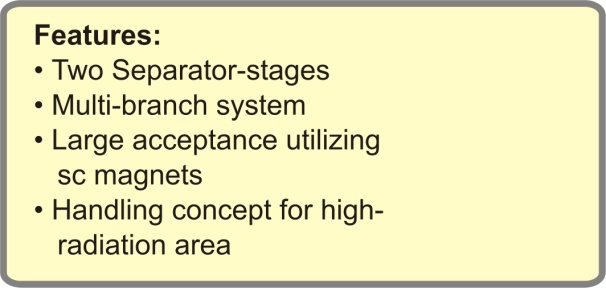 Features:
• Two Separator-stages
• Multi-branch system
• Large acceptance utilizing
sc magnets
• Handling concept for high-
radiation area